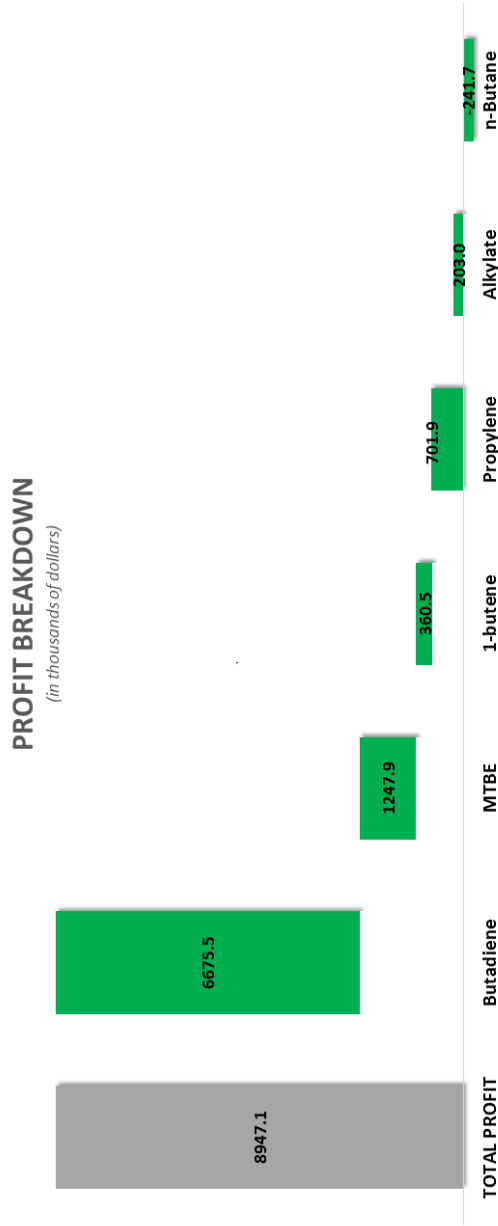 PROFIT BREAKDOWN
(in thousands of dollars)
8947.1
6675.5
1247.9
360.5
701.9
203.0
-241.7
TOTAL PROFIT
Butadiene
MTBE
1-butene
Propylene
Alkylate
n-Butane